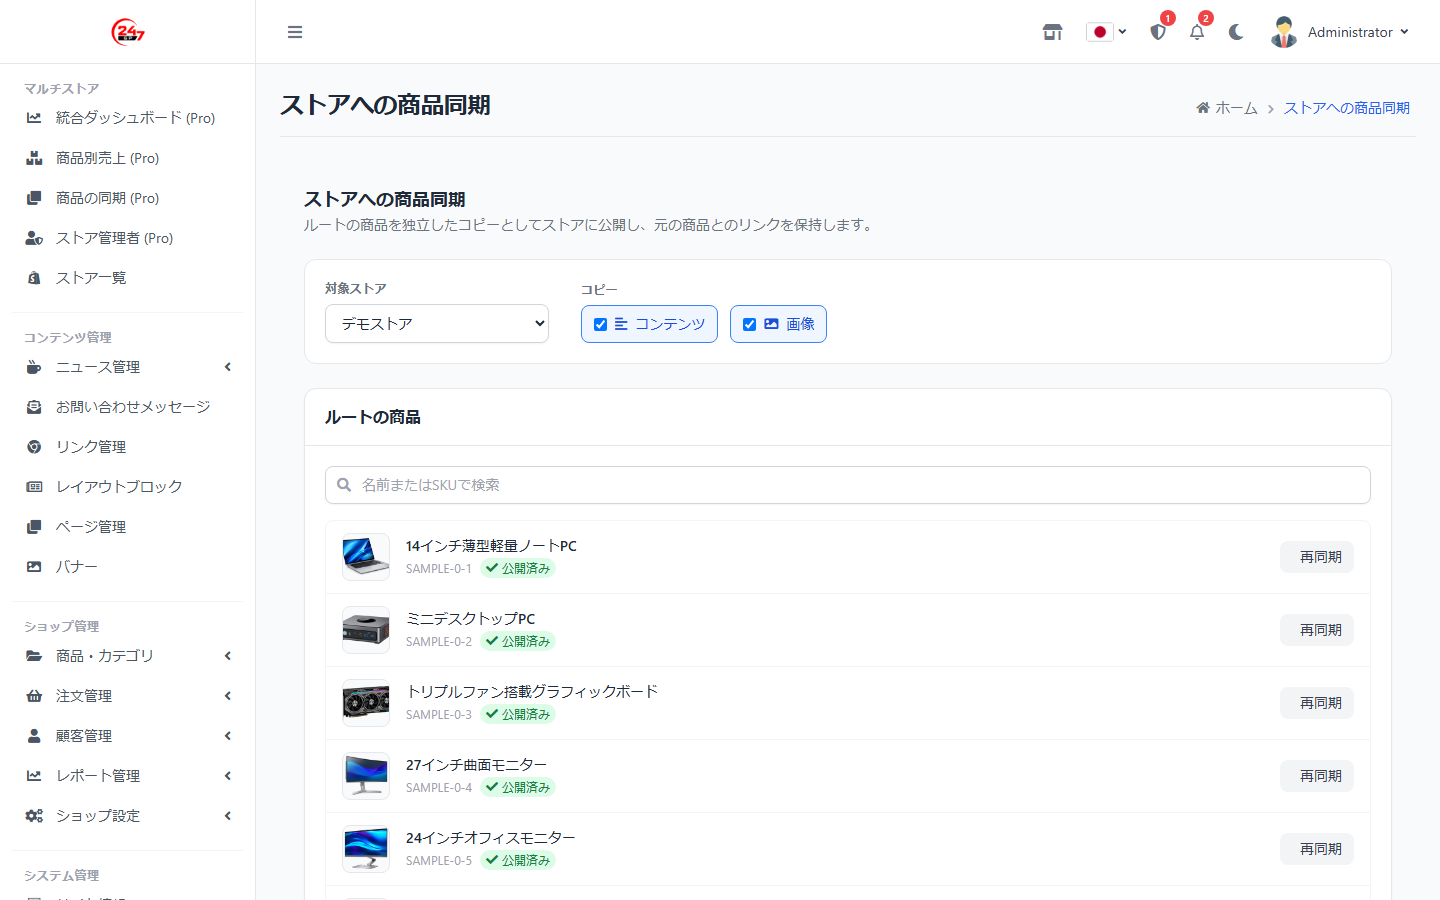 247
1
2
Administrator
マルチストア
統合ダッシュボード (Pro)
商品別売上 (Pro)
商品の同期 (Pro)
ストア管理者 (Pro)
ストア一覧
コンテンツ管理
ニュース管理
お問い合わせメッセージ
リンク管理
レイアウトブロック
ページ管理
バナー
ショップ管理
商品・カテゴリ
注文管理
顧客管理
レポート管理
ショップ設定
システム管理
ストアへの商品同期
ホーム
ストアへの商品同期
ストアへの商品同期
ルートの商品を独立したコピーとしてストアに公開し、元の商品とのリンクを保持します。
対象ストア
コピー
デモストア
コンテンツ
画像
ルートの商品
名前またはSKUで検索
14インチ薄型軽量ノートPC
SAMPLE-0-1 公開済み
再同期
ミニデスクトップPC
SAMPLE-0-2 公開済み
再同期
トリプルファン搭載グラフィックボード
SAMPLE-0-3 公開済み
再同期
27インチ曲面モニター
SAMPLE-0-4 公開済み
再同期
24インチオフィスモニター
SAMPLE-0-5 公開済み
再同期